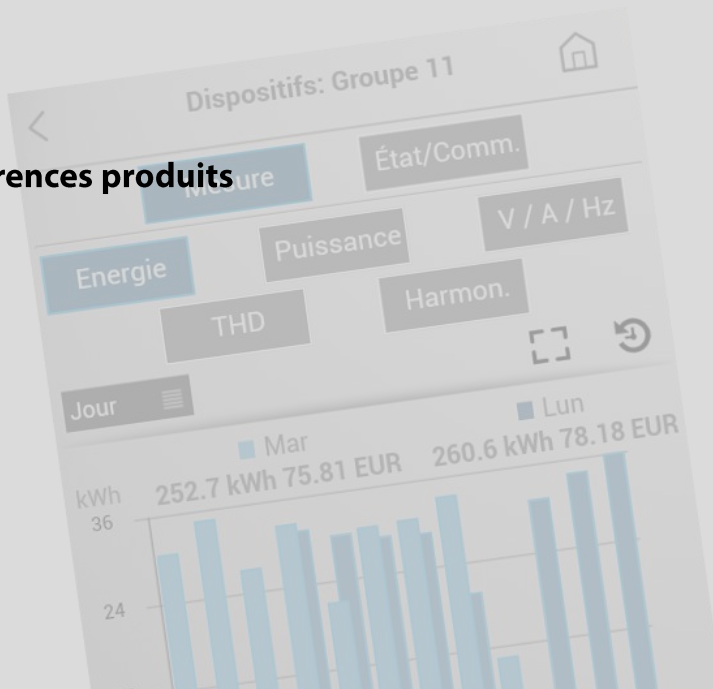 Dispositifs: Groupe 11
Mesure
État/Comm.
rences produits
Energie
Puissance
V / A / Hz
THD
Harmon.
Jour
Mar
252.7 kWh 75.81 EUR
Lun
260.6 kWh 78.18 EUR
kWh
36
24